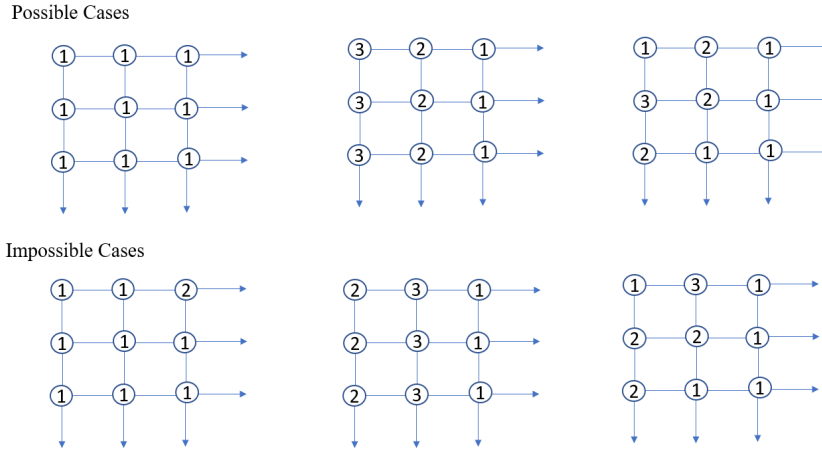 Possible Cases
1 1 1 3 2 1 1 2 1
1 1 1 3 2 1 3 2 1
1 1 1 3 2 1 2 1 1
Impossible Cases
1 1 2 2 3 1 1 3 1
1 1 1 2 3 1 2 2 1
1 1 1 2 3 1 2 1 1